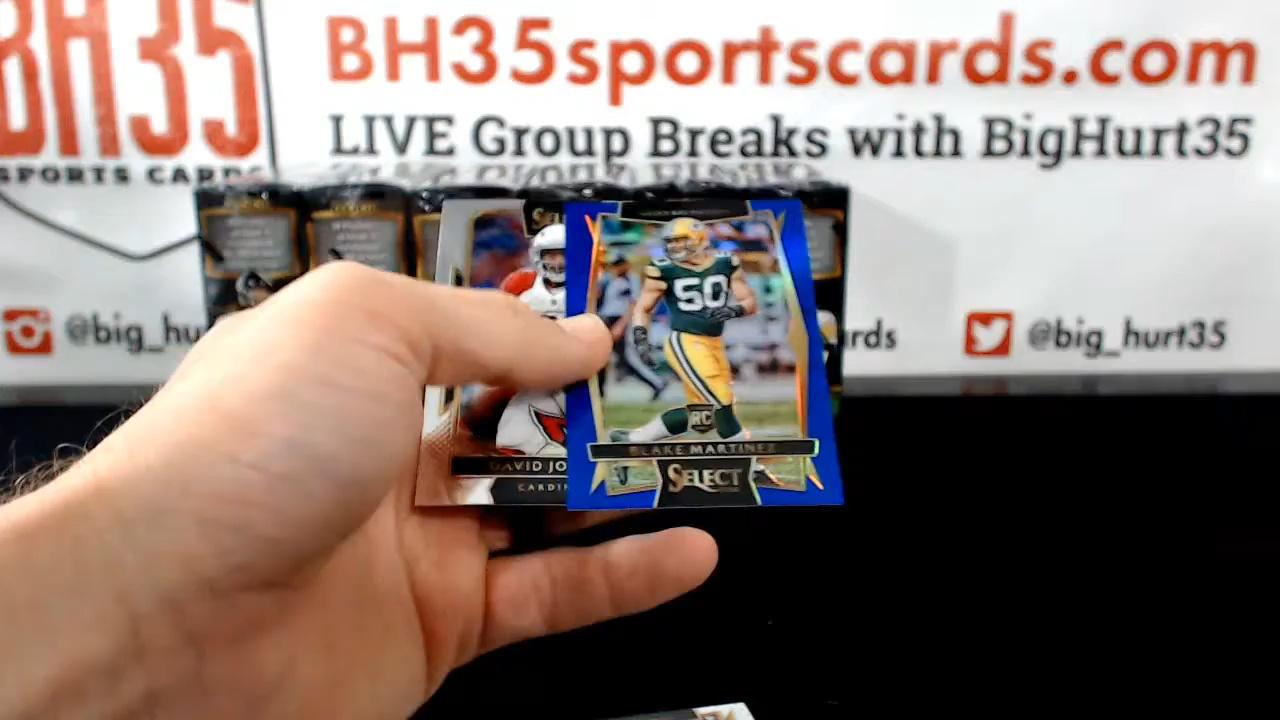 BH35
SPORTS CARDS
BH35sportscards.com
LIVE Group Breaks with BigHurt35
@big_hu
rds
@big_hurt35
50
RC
BLAKE MARTINEZ
SELECT
DAVID JO
CARDIN